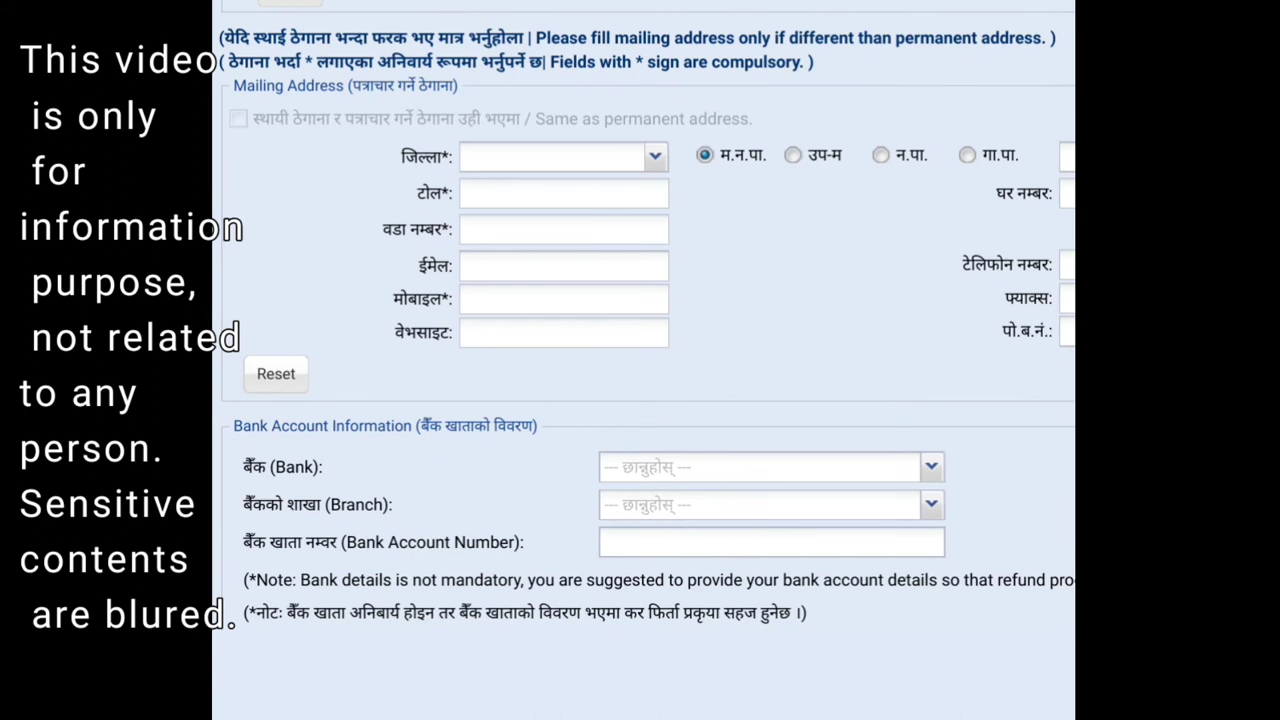 This video
is only
for
information
purpose,
not related
to any
person.
Sensitive
contents
are blured.
(येदि स्थाई ठेगाना भन्दा फरक भए मात्र भर्नुहोला | Please fill mailing address only if different than permanent address. )
( ठेगाना भर्दा * लगाएका अनिवार्य रूपमा भर्नुपर्ने छ| Fields with * sign are compulsory. )
Mailing Address (पत्राचार गर्ने ठेगाना)
स्थायी ठेगाना र पत्राचार गर्ने ठेगाना उही भएमा / Same as permanent address.
जिल्ला*: म.न.पा. उप-म न.पा. गा.पा.
टोल*: घर नम्बर:
वडा नम्बर*:
ईमेल: टेलिफोन नम्बर:
मोबाइल*: फ्याक्स:
वेभसाइट: पो.ब.नं.:
Reset
Bank Account Information (बैँक खाताको विवरण)
बैँक (Bank): --- छान्नुहोस् ---
बैँकको शाखा (Branch): --- छान्नुहोस् ---
बैँक खाता नम्वर (Bank Account Number):
(*Note: Bank details is not mandatory, you are suggested to provide your bank account details so that refund pro
(*नोटः बैँक खाता अनिबार्य होइन तर बैँक खाताको विवरण भएमा कर फिर्ता प्रकृया सहज हुनेछ ।)